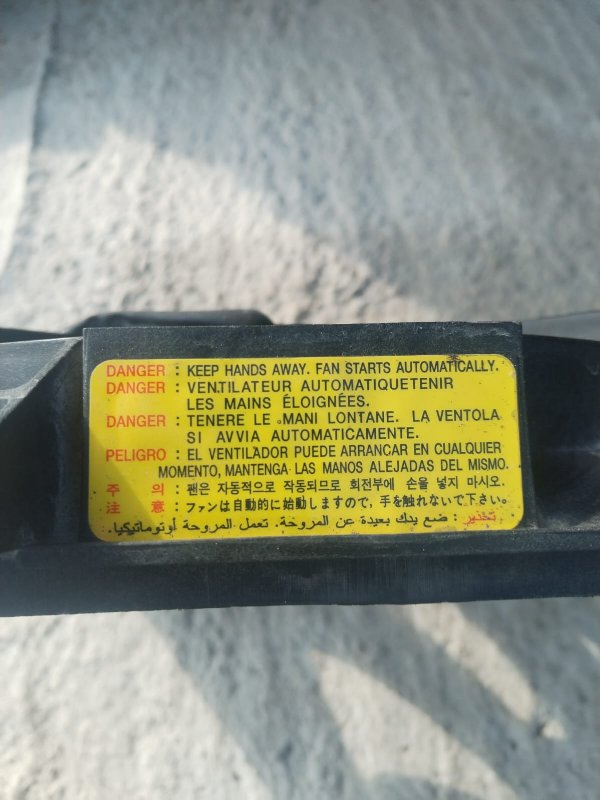 DANGER : KEEP HANDS AWAY. FAN STARTS AUTOMATICALLY.
DANGER : VENTILATEUR AUTOMATIQUETENIR
LES MAINS ÉLOIGNÉES.
DANGER : TENERE LE MANI LONTANE. LA VENTOLA
SI AVVIA AUTOMATICAMENTE.
PELIGRO : EL VENTILADOR PUEDE ARRANCAR EN CUALQUIER
MOMENTO, MANTENGA LAS MANOS ALEJADAS DEL MISMO.
주 의 : 팬은 자동적으로 작동되므로 회전부에 손을 넣지 마시오.
注 意 : ファンは自動的に始動しますので, 手を触れないで下さい。
تحذير : ضع يدك بعيدة عن المروحة. تعمل المروحة أوتوماتيكيا.